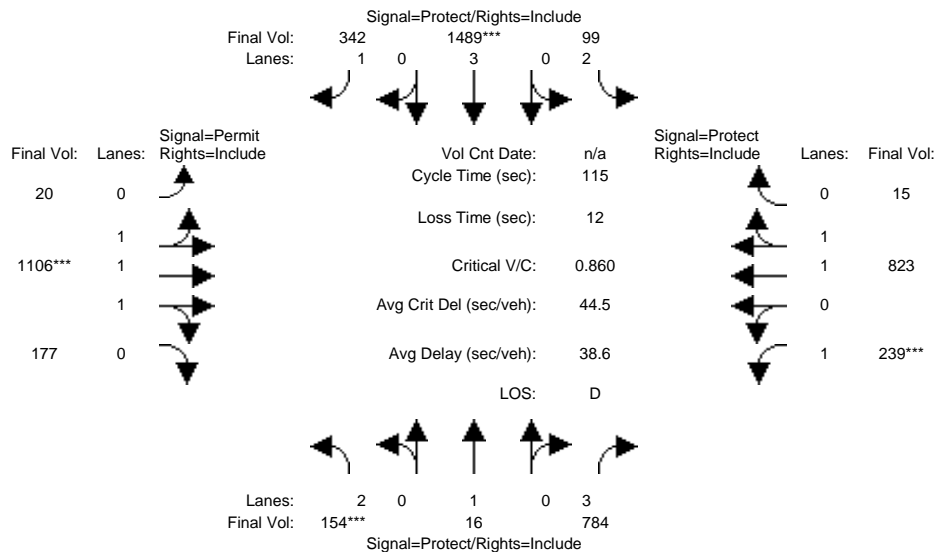 Signal=Protect/Rights=Include
Final Vol: 342 1489*** 99
Lanes: 1 0 3 0 2
Signal=Permit
Final Vol: Lanes: Rights=Include
Vol Cnt Date: n/a
Signal=Protect
Rights=Include Lanes: Final Vol:
Cycle Time (sec): 115
20 0
0 15
Loss Time (sec): 12
1
1
1106*** 1
Critical V/C: 0.860
1 823
1
Avg Crit Del (sec/veh): 44.5
0
177 0
Avg Delay (sec/veh): 38.6
1 239***
LOS: D
Lanes: 2 0 1 0 3
Final Vol: 154*** 16 784
Signal=Protect/Rights=Include